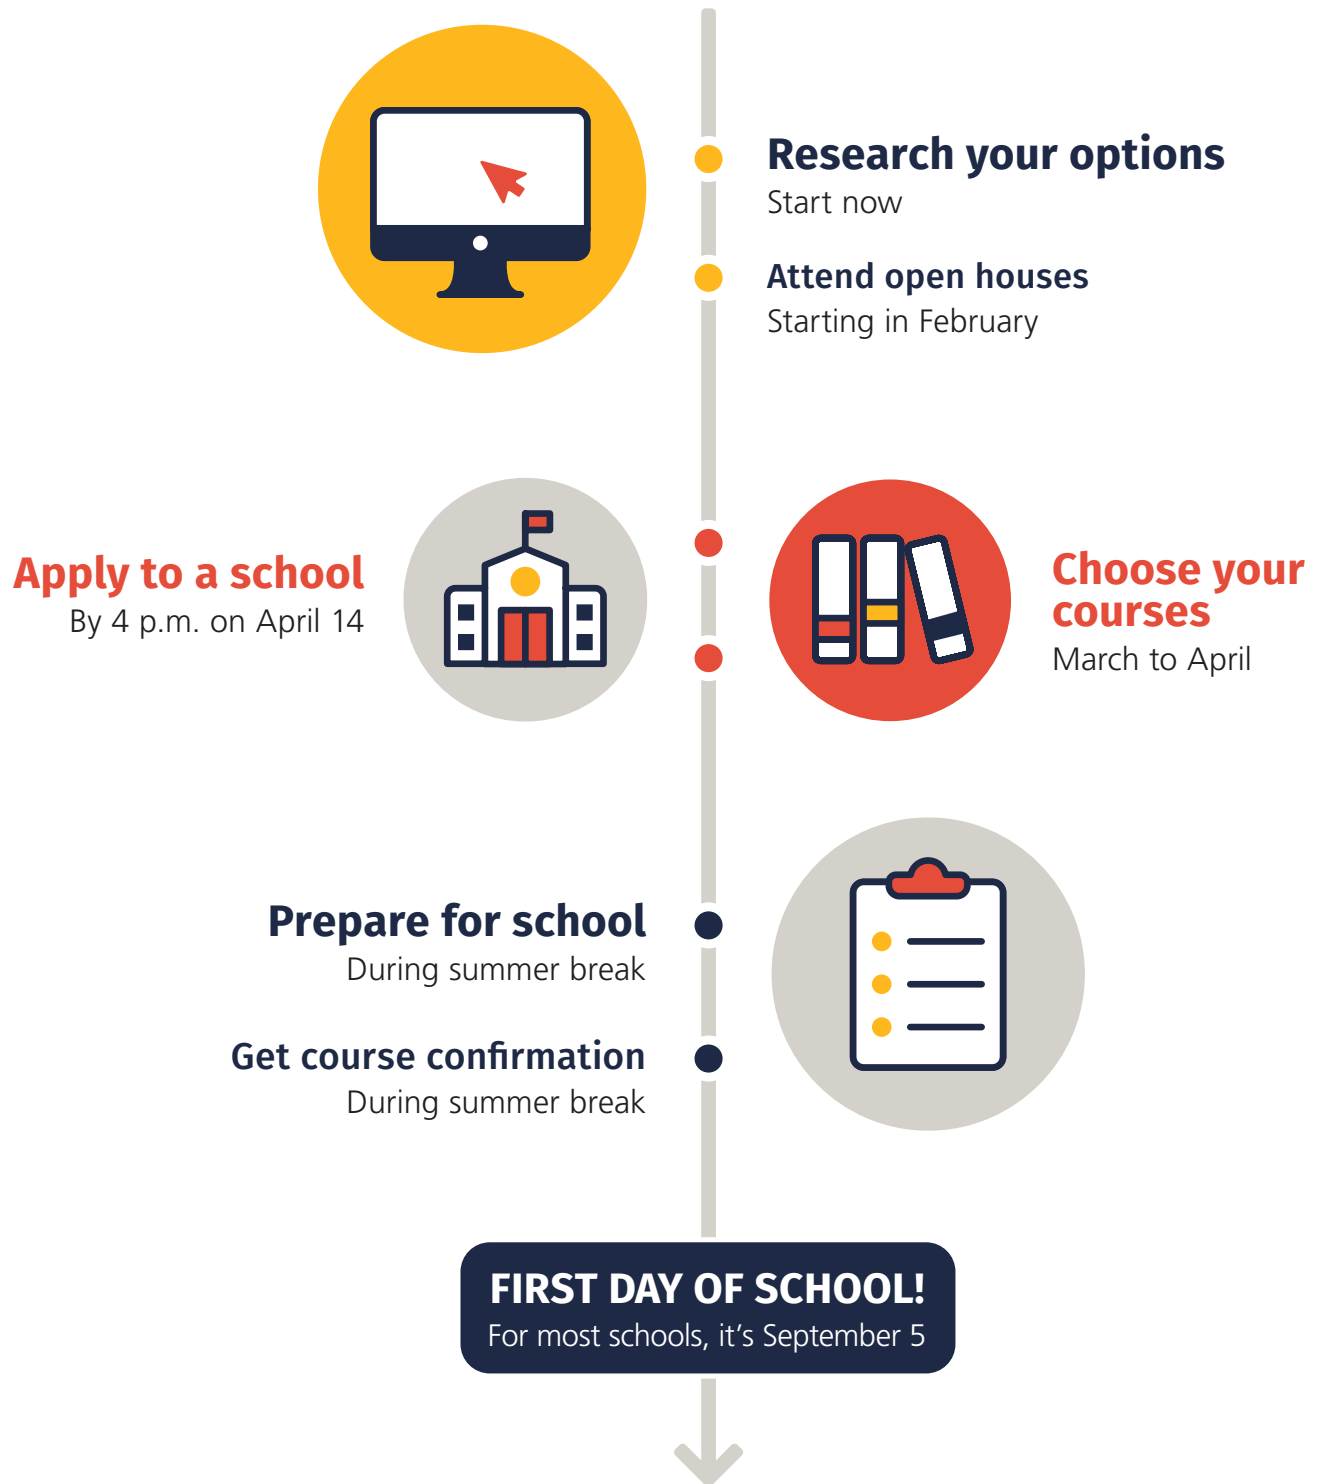 Research your options
Start now
Attend open houses
Starting in February
Apply to a school
By 4 p.m. on April 14
Choose your
courses
March to April
Prepare for school
During summer break
Get course confirmation
During summer break
FIRST DAY OF SCHOOL!
For most schools, it's September 5